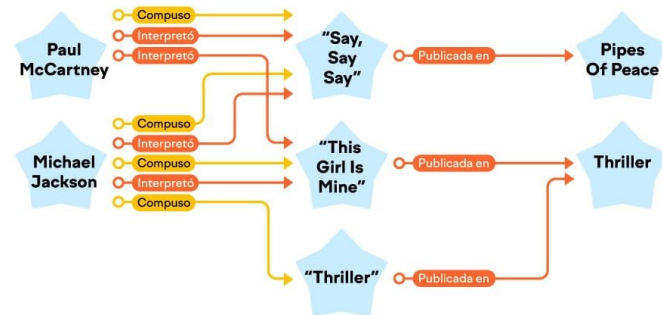 Paul
McCartney
Compuso
Interpretó
Interpretó
“Say,
Say
Say”
Publicada en
Pipes
Of Peace
Michael
Jackson
Compuso
Interpretó
Compuso
Interpretó
Compuso
“This
Girl Is
Mine”
Publicada en
Thriller
“Thriller”
Publicada en